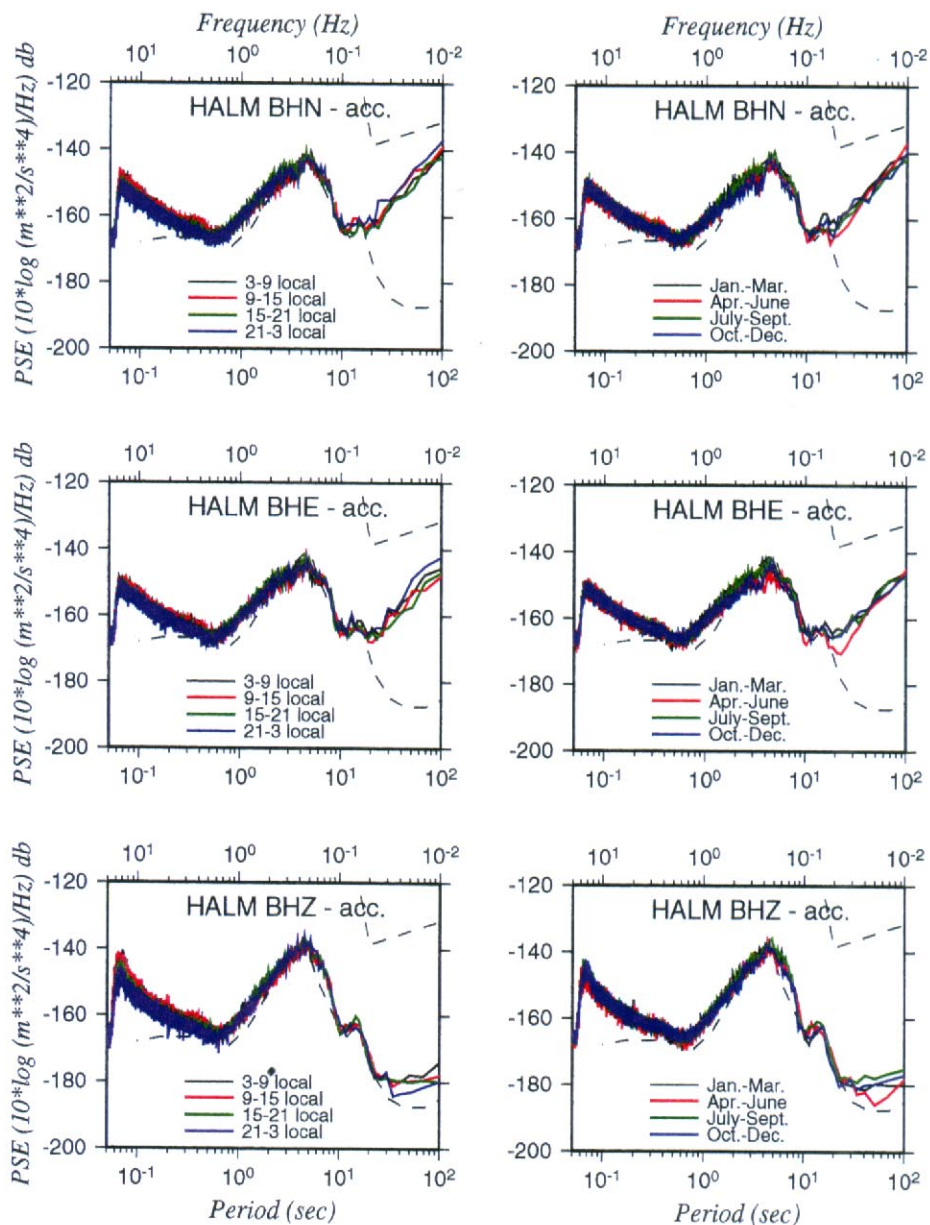 Frequency (Hz) Frequency (Hz)
10¹ 10⁰ 10⁻¹ 10⁻² 10¹ 10⁰ 10⁻¹ 10⁻²
PSE (10*log (m**2/s**4)/Hz) db
-120 -120
-140 -140
-160 -160
-180 -180
-200 -200
HALM BHN - acc. HALM BHN - acc.
3-9 local Jan.-Mar.
9-15 local Apr.-June
15-21 local July-Sept.
21-3 local Oct.-Dec.
10⁻¹ 10⁰ 10¹ 10² 10⁻¹ 10⁰ 10¹ 10²
10¹ 10⁰ 10⁻¹ 10⁻² 10¹ 10⁰ 10⁻¹ 10⁻²
PSE (10*log (m**2/s**4)/Hz) db
-120 -120
-140 -140
-160 -160
-180 -180
-200 -200
HALM BHE - acc. HALM BHE - acc.
3-9 local Jan.-Mar.
9-15 local Apr.-June
15-21 local July-Sept.
21-3 local Oct.-Dec.
10⁻¹ 10⁰ 10¹ 10² 10⁻¹ 10⁰ 10¹ 10²
10¹ 10⁰ 10⁻¹ 10⁻² 10¹ 10⁰ 10⁻¹ 10⁻²
PSE (10*log (m**2/s**4)/Hz) db
-120 -120
-140 -140
-160 -160
-180 -180
-200 -200
HALM BHZ - acc. HALM BHZ - acc.
3-9 local Jan.-Mar.
9-15 local Apr.-June
15-21 local July-Sept.
21-3 local Oct.-Dec.
10⁻¹ 10⁰ 10¹ 10² 10⁻¹ 10⁰ 10¹ 10²
Period (sec) Period (sec)